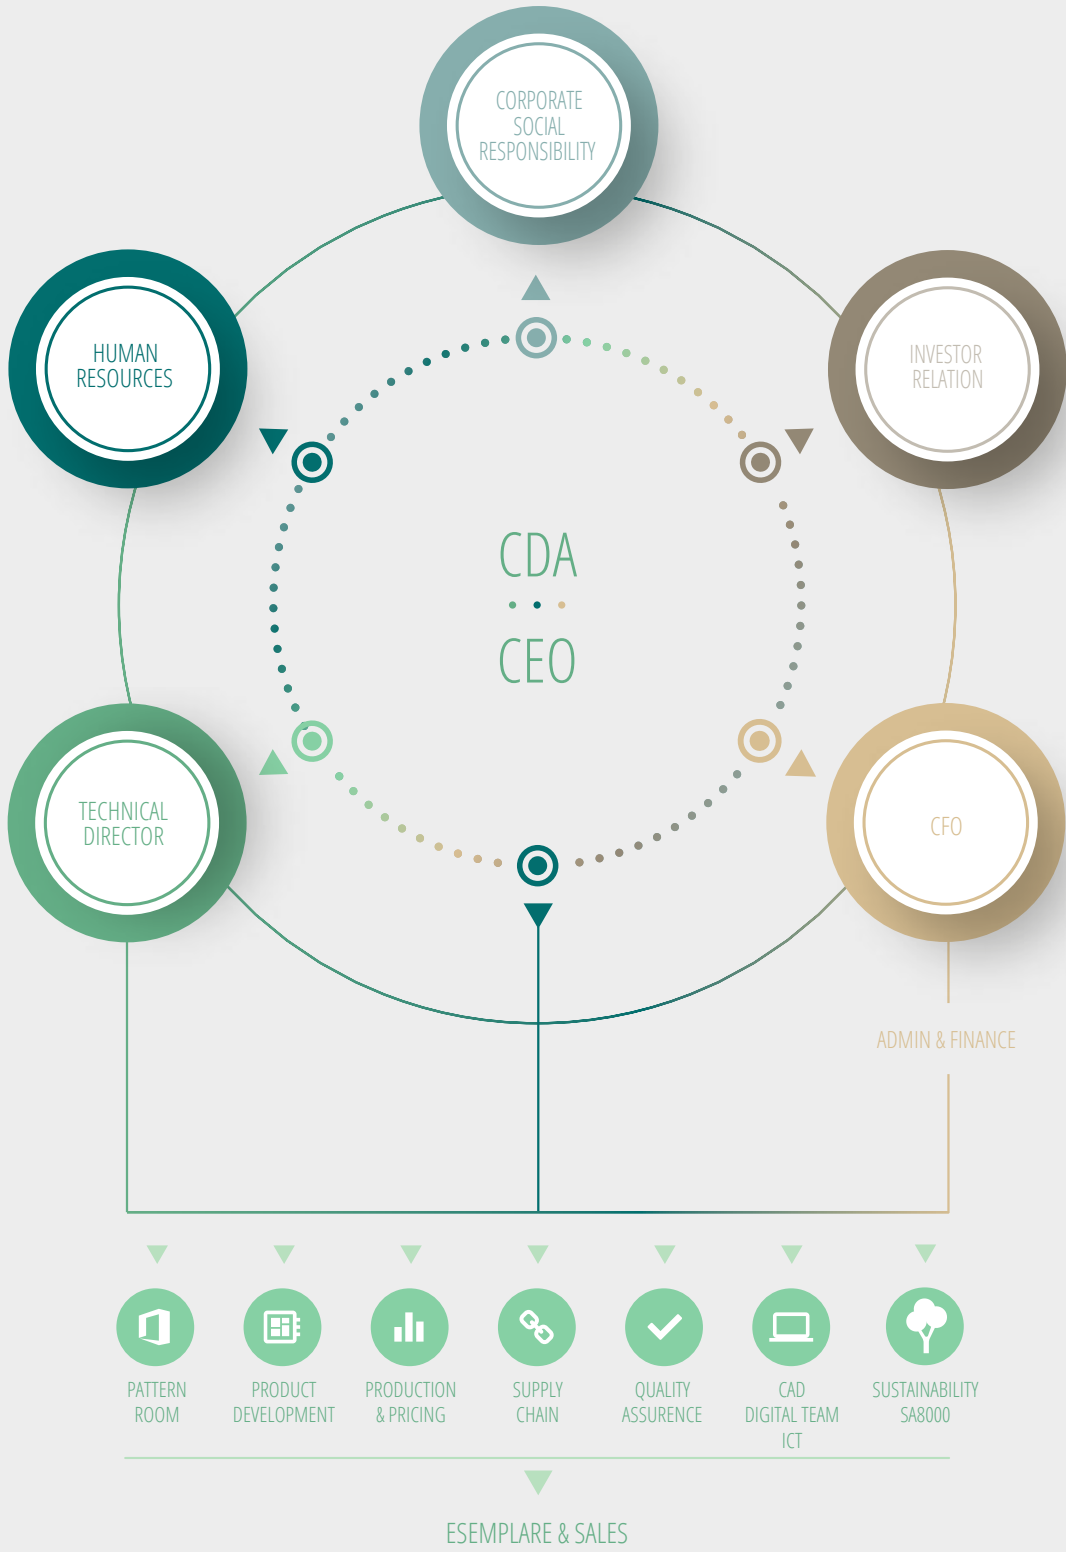 CORPORATE
SOCIAL
RESPONSIBILITY
HUMAN
RESOURCES
INVESTOR
RELATION
CDA
CEO
TECHNICAL
DIRECTOR
CFO
ADMIN & FINANCE
PATTERN
ROOM
PRODUCT
DEVELOPMENT
PRODUCTION
& PRICING
SUPPLY
CHAIN
QUALITY
ASSURENCE
CAD
DIGITAL TEAM
ICT
SUSTAINABILITY
SA8000
ESEMPLARE & SALES